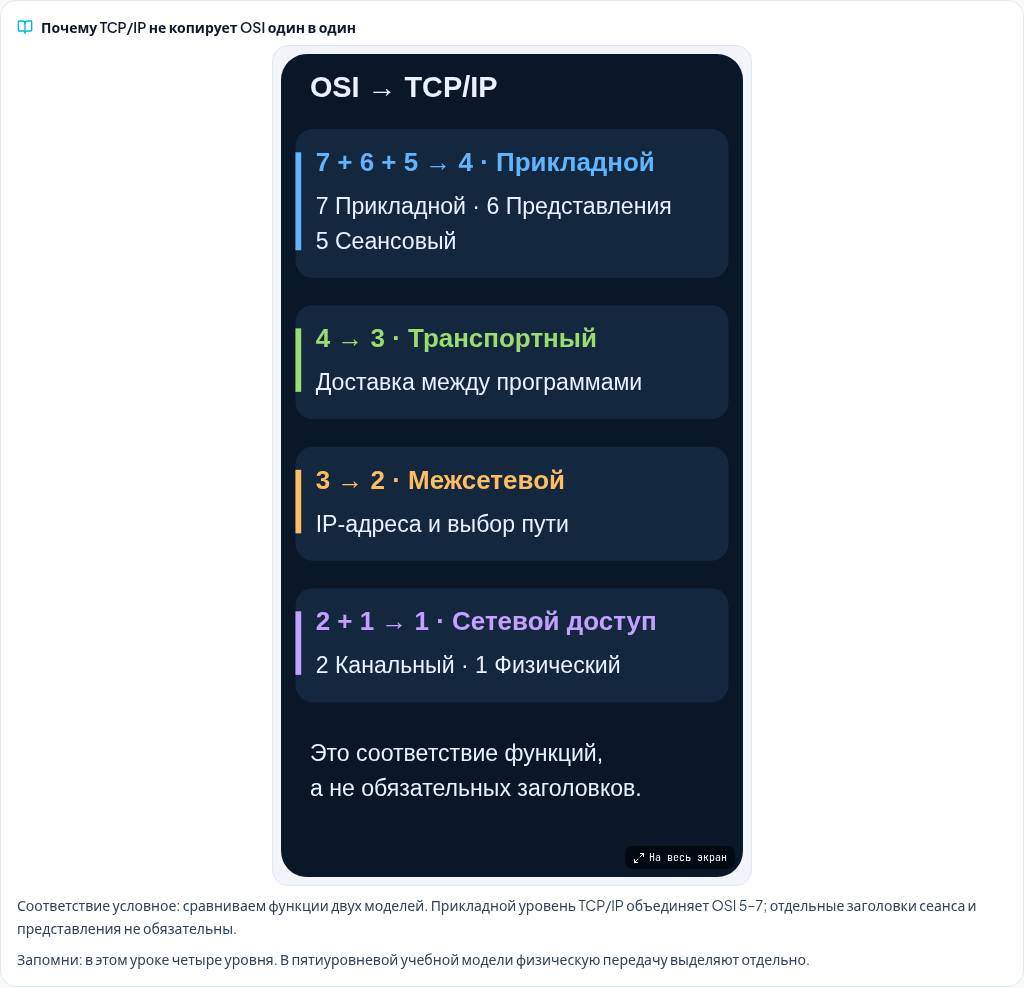 Почему TCP/IP не копирует OSI один в один
OSI → TCP/IP
7 + 6 + 5 → 4 · Прикладной
7 Прикладной · 6 Представления
5 Сеансовый
4 → 3 · Транспортный
Доставка между программами
3 → 2 · Межсетевой
IP-адреса и выбор пути
2 + 1 → 1 · Сетевой доступ
2 Канальный · 1 Физический
Это соответствие функций,
а не обязательных заголовков.
На весь экран
Соответствие условное: сравниваем функции двух моделей. Прикладной уровень TCP/IP объединяет OSI 5–7; отдельные заголовки сеанса и
представления не обязательны.
Запомни: в этом уроке четыре уровня. В пятиуровневой учебной модели физическую передачу выделяют отдельно.